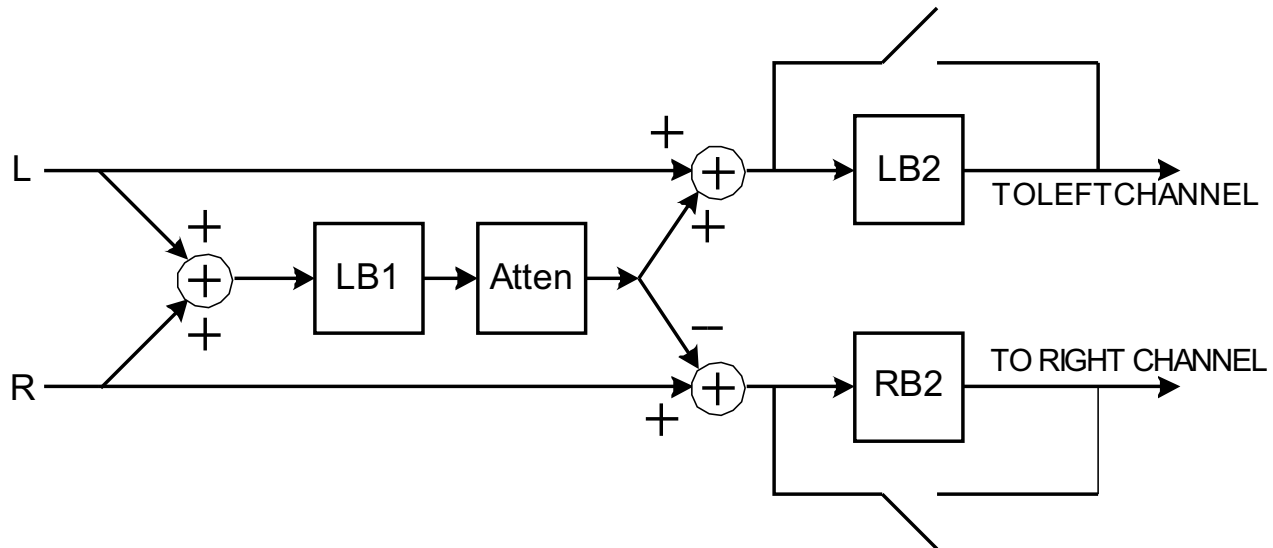 L
+
+
LB2
TOLEFTCHANNEL
+
+
+
LB1
Atten
+
+
−
TO RIGHT CHANNEL
R
+
+
RB2